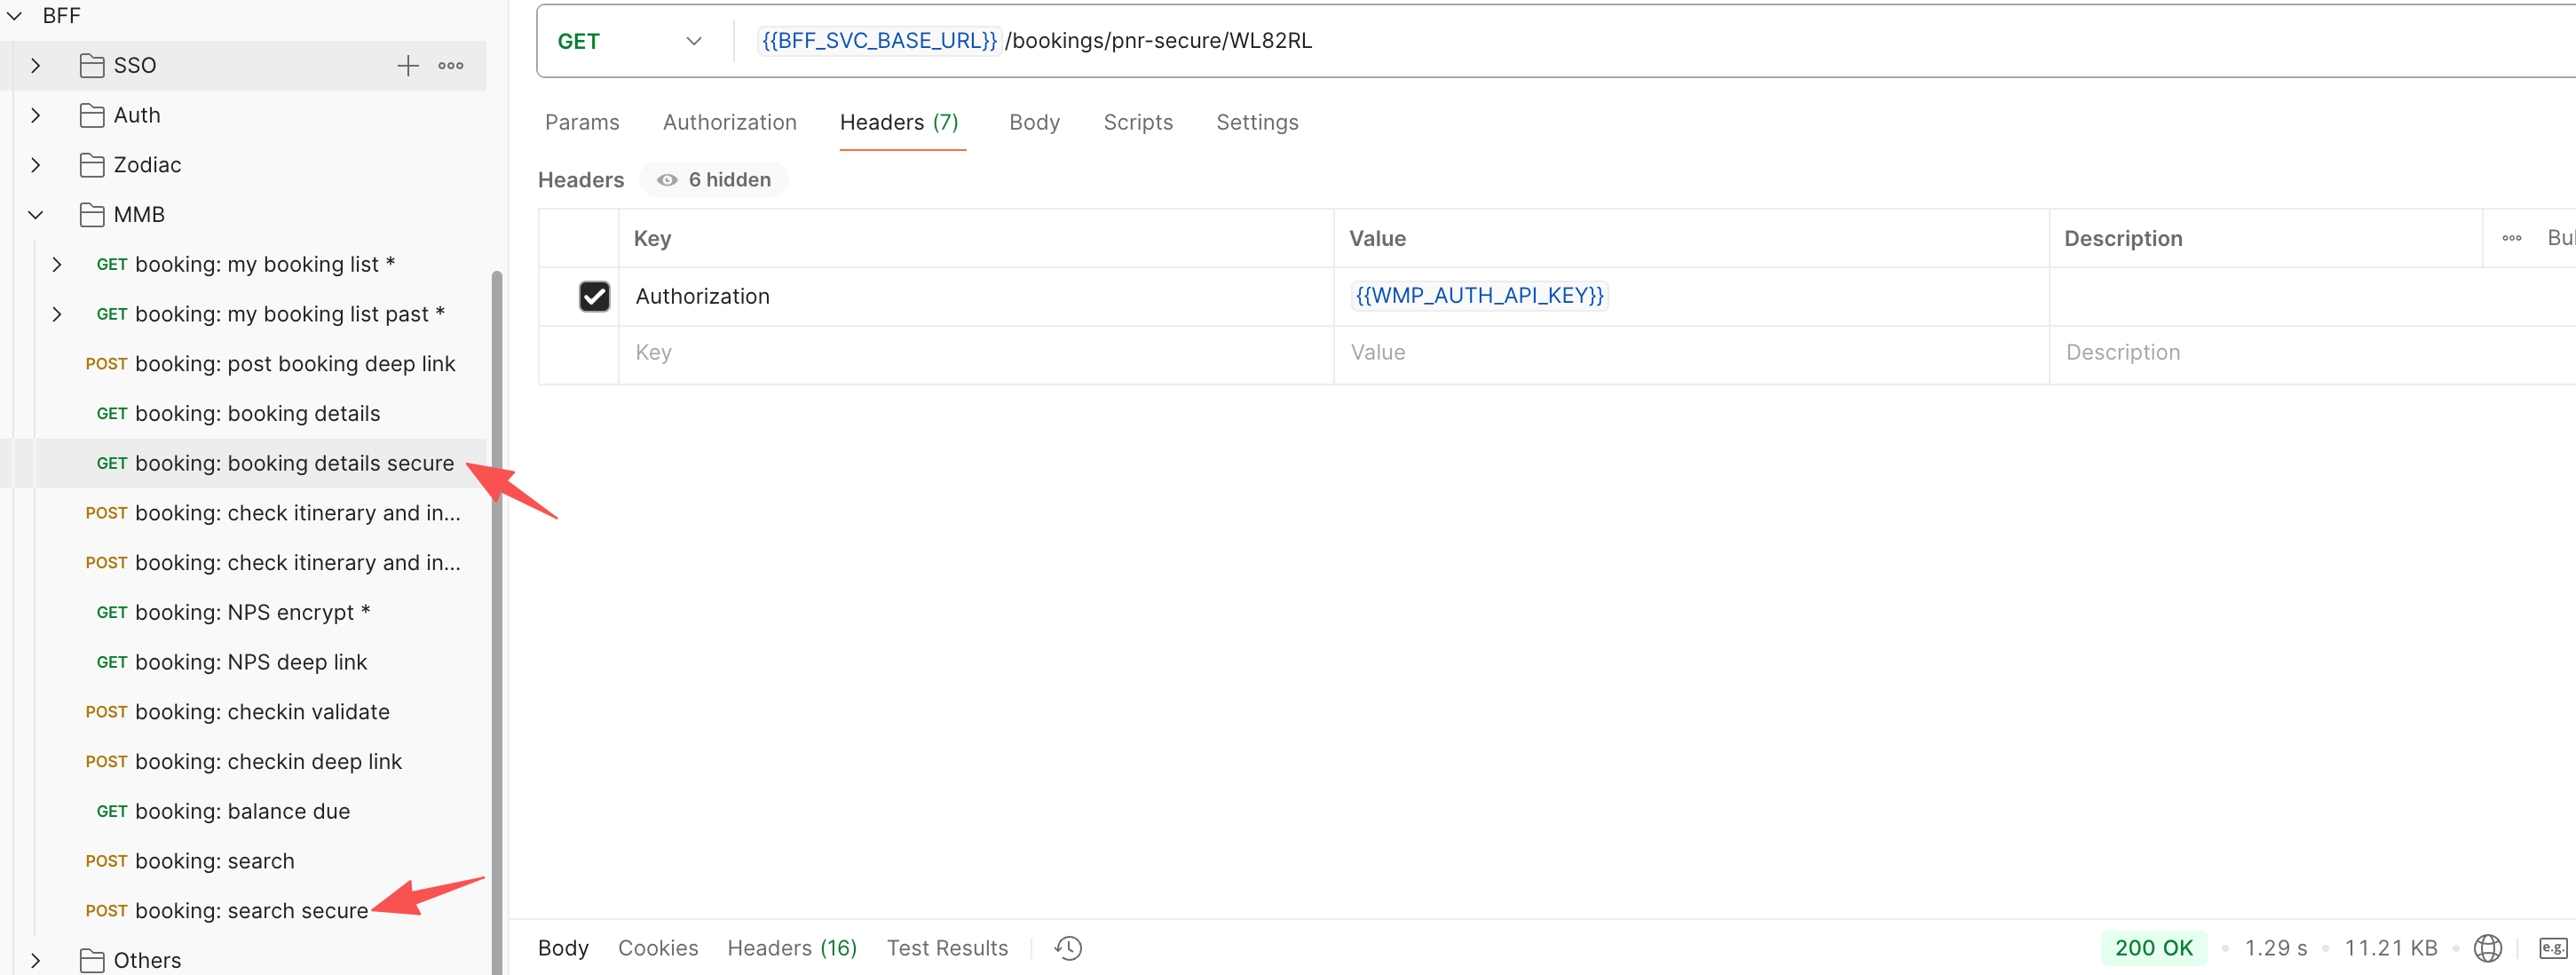 BFF
SSO
Auth
Zodiac
MMB
GET booking: my booking list *
GET booking: my booking list past *
POST booking: post booking deep link
GET booking: booking details
GET booking: booking details secure
POST booking: check itinerary and in...
POST booking: check itinerary and in...
GET booking: NPS encrypt *
GET booking: NPS deep link
POST booking: checkin validate
POST booking: checkin deep link
GET booking: balance due
POST booking: search
POST booking: search secure
Others
GET {{BFF_SVC_BASE_URL}}/bookings/pnr-secure/WL82RL
Params Authorization Headers (7) Body Scripts Settings
Headers 6 hidden
Key Value Description Bul
Authorization {{WMP_AUTH_API_KEY}}
Key Value Description
Body Cookies Headers (16) Test Results 200 OK 1.29 s 11.21 KB e.g.